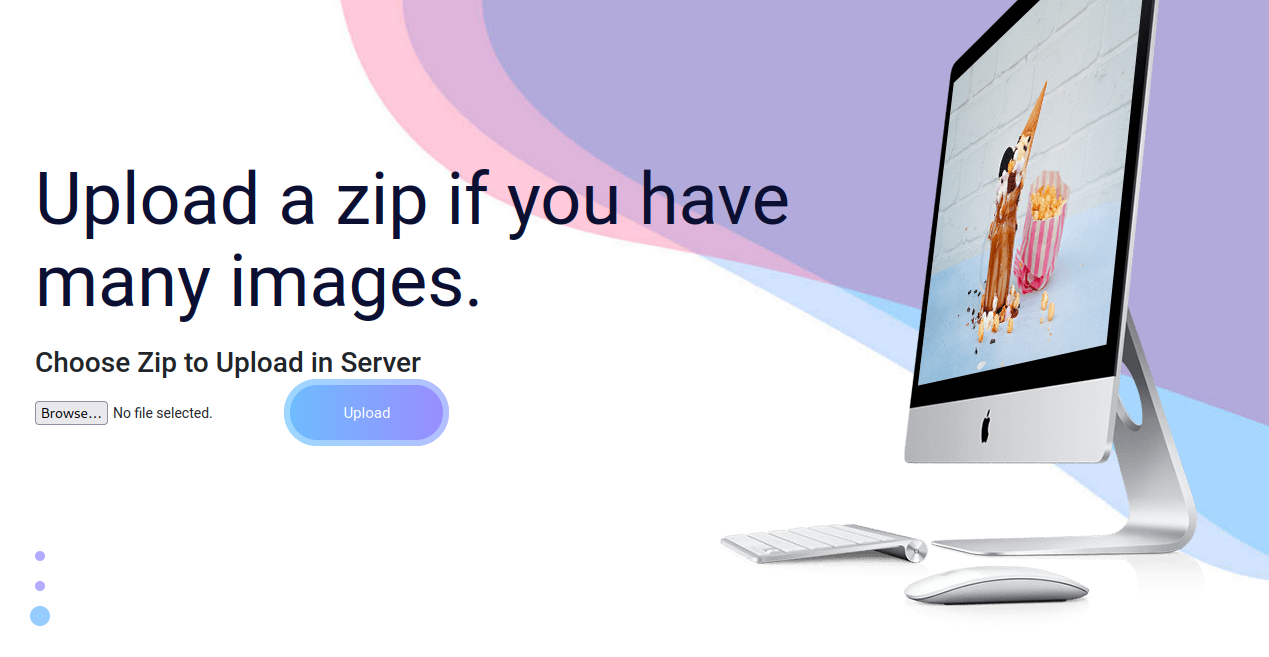 Upload a zip if you have
many images.
Choose Zip to Upload in Server
Browse... No file selected.
Upload